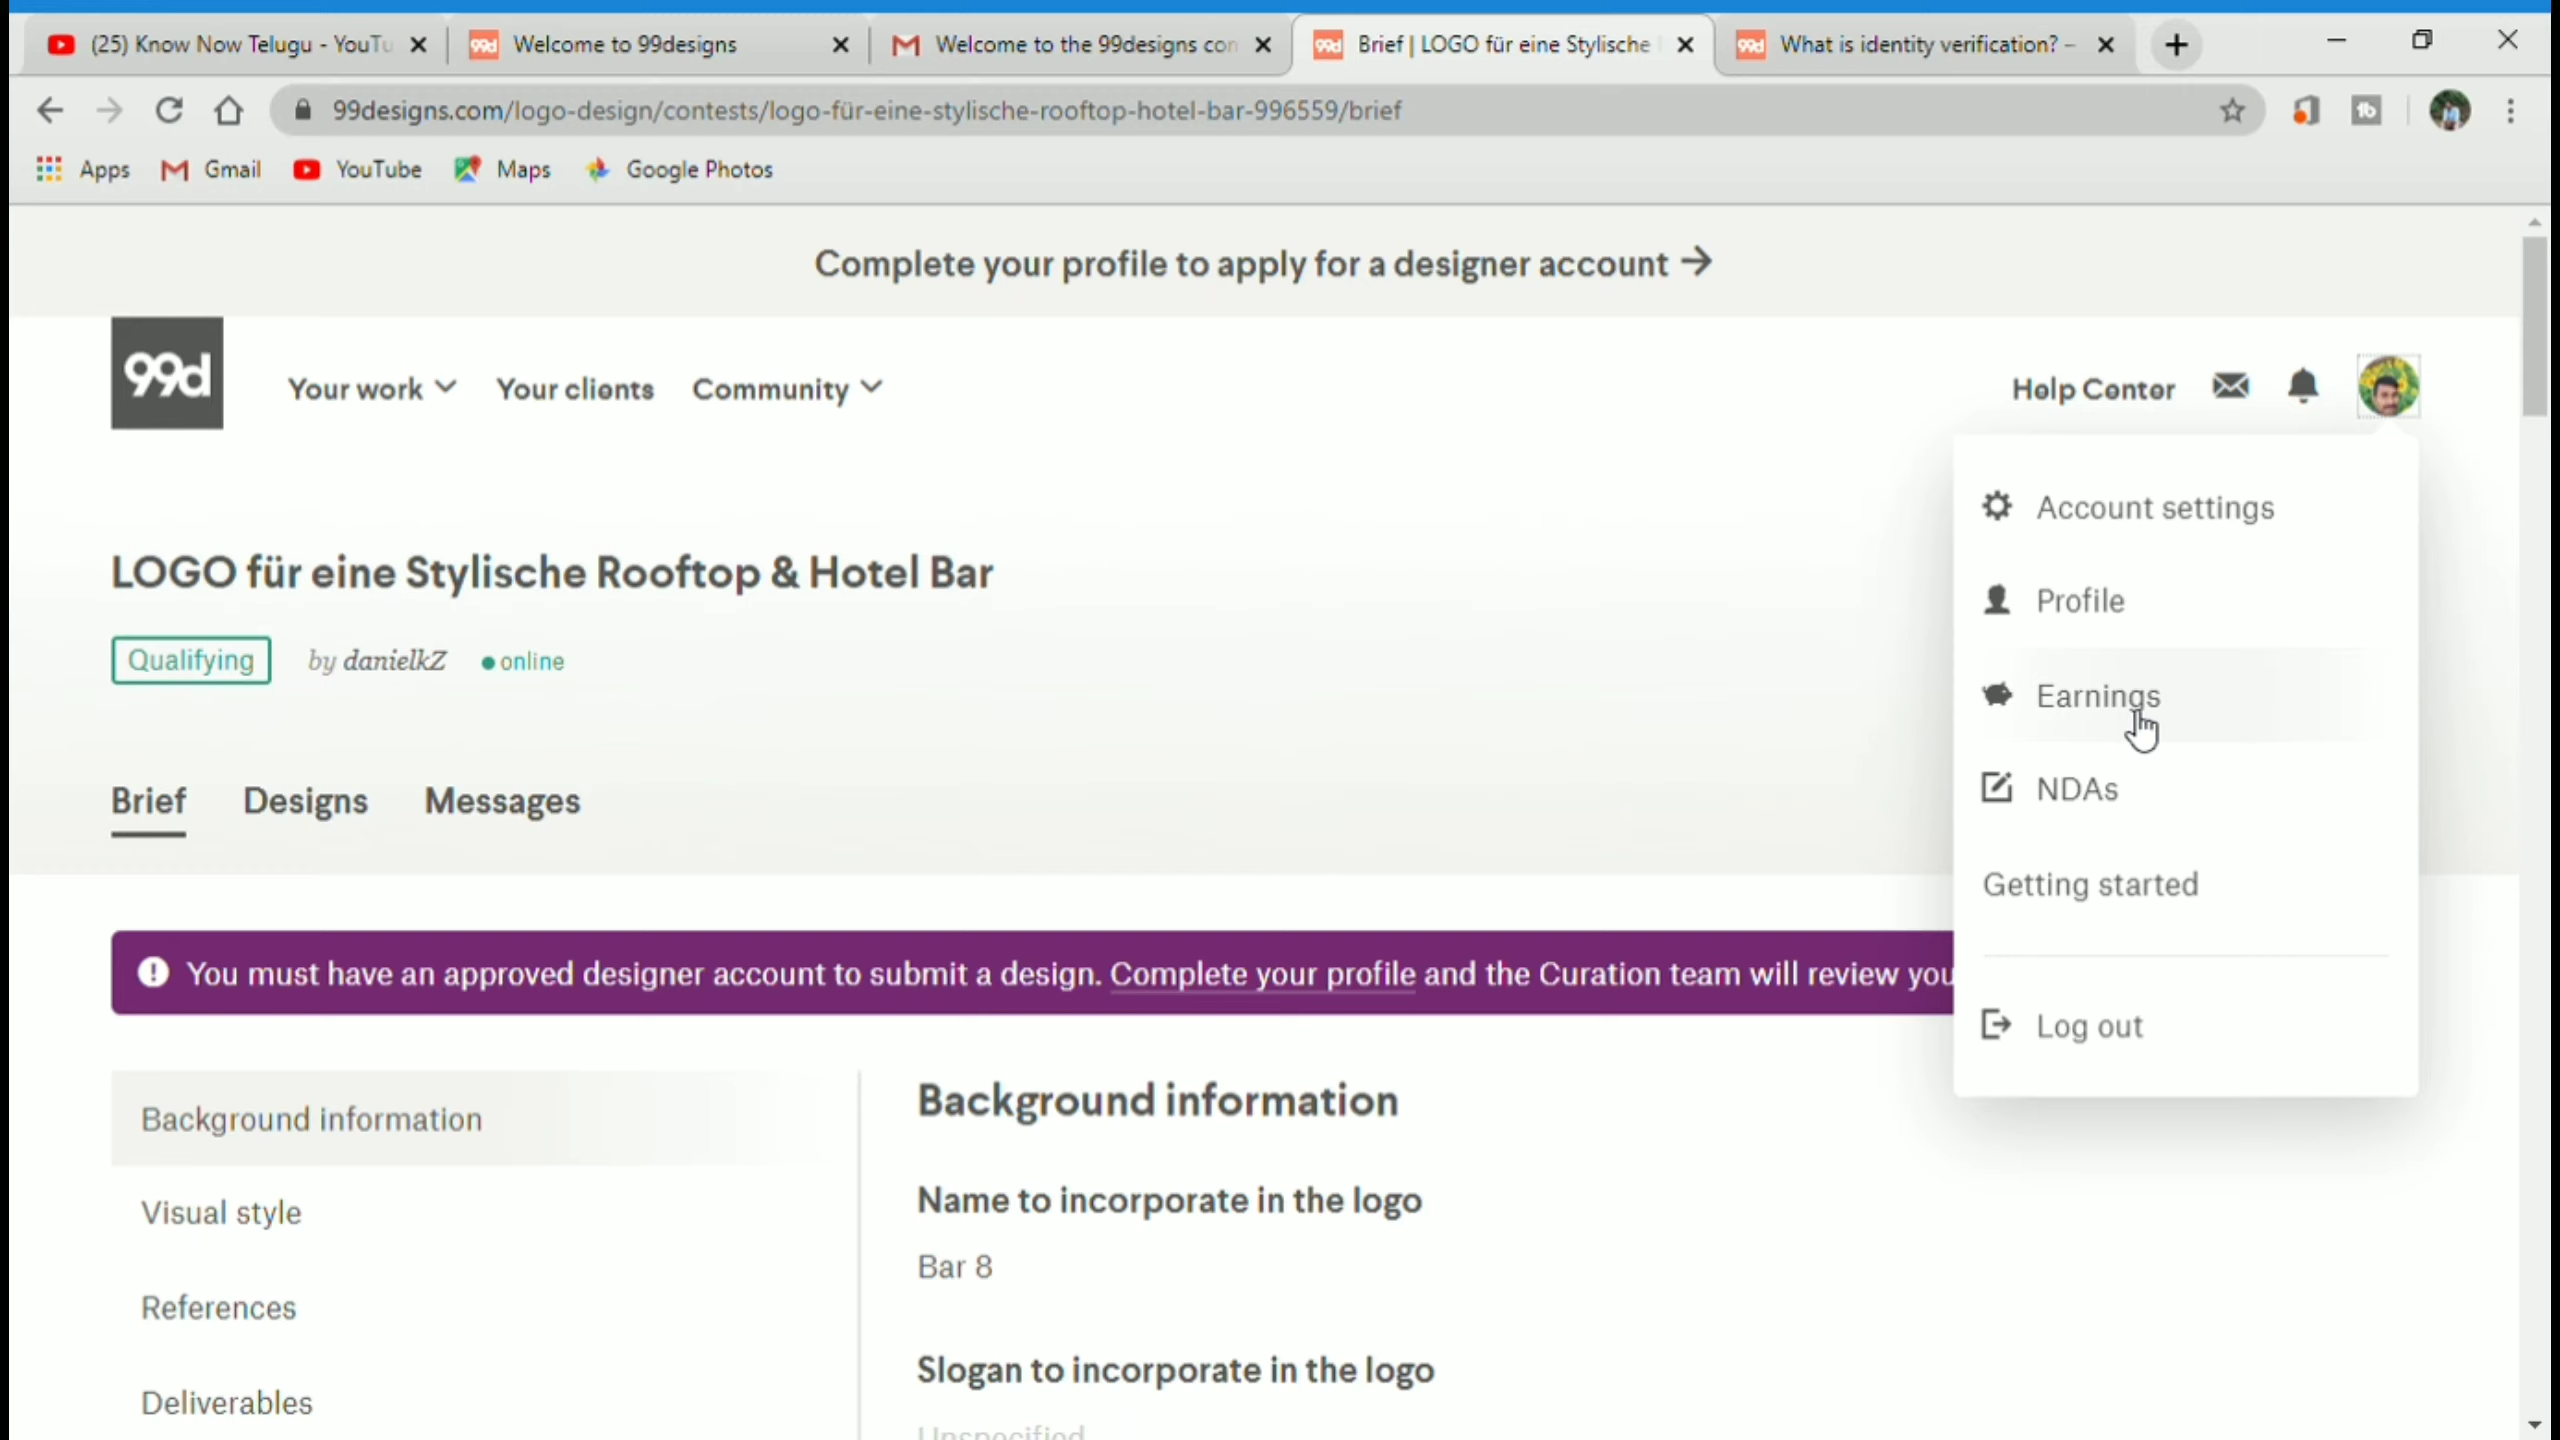 (25) Know Now Telugu - YouTu
Welcome to 99designs
Welcome to the 99designs con
Brief | LOGO für eine Stylische
What is identity verification? –
99designs.com/logo-design/contests/logo-für-eine-stylische-rooftop-hotel-bar-996559/brief
Apps
Gmail
YouTube
Maps
Google Photos
Complete your profile to apply for a designer account →
99d
Your work
Your clients
Community
Help Center
Account settings
Profile
Earnings
NDAs
Getting started
Log out
LOGO für eine Stylische Rooftop & Hotel Bar
Qualifying
by danielkZ
online
Brief
Designs
Messages
You must have an approved designer account to submit a design. Complete your profile and the Curation team will review you
Background information
Visual style
References
Deliverables
Background information
Name to incorporate in the logo
Bar 8
Slogan to incorporate in the logo
Unspecified